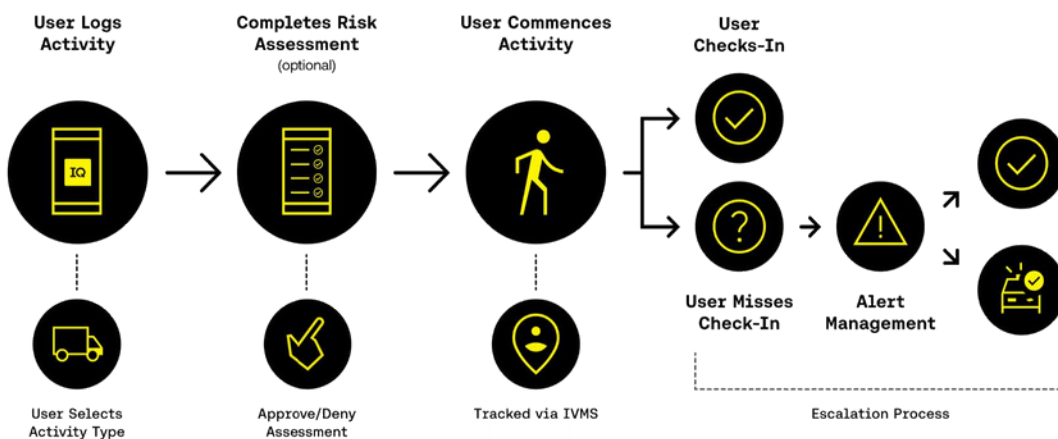 User Logs
Activity
Completes Risk
Assessment
(optional)
User Commences
Activity
User
Checks-In
IQ
?
!
User Misses
Check-In
Alert
Management
User Selects
Activity Type
Approve/Deny
Assessment
Tracked via IVMS
Escalation Process